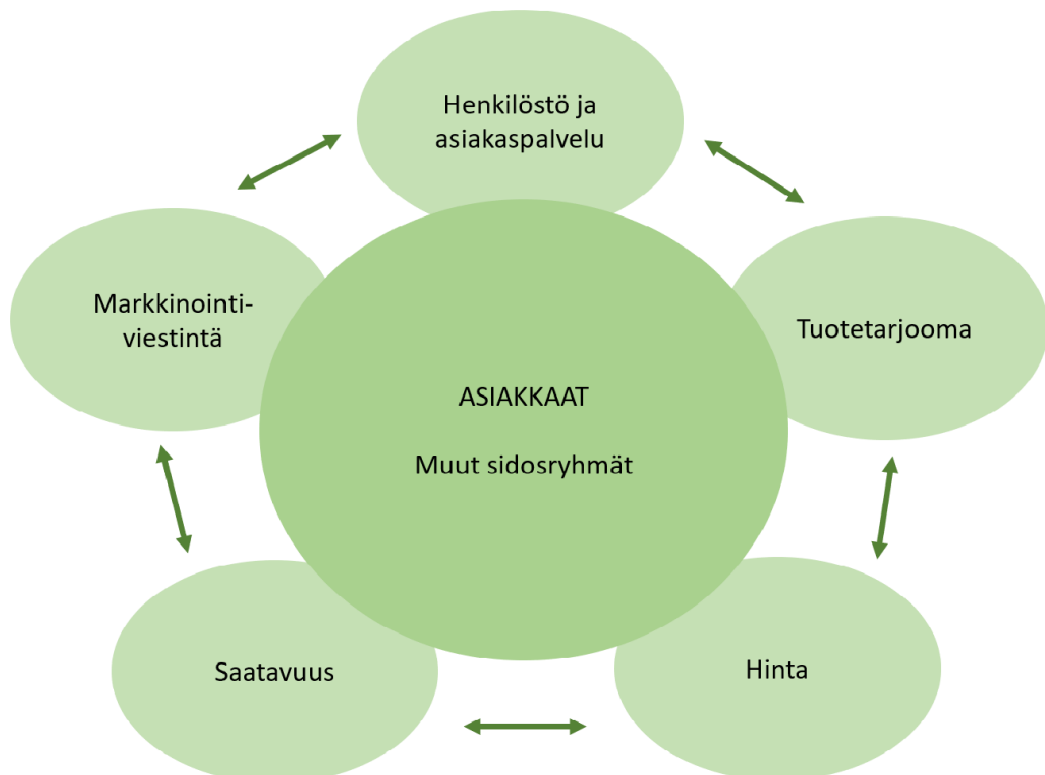 Henkilöstö ja
asiakaspalvelu
Markkinointi-
viestintä
Tuotetarjooma
ASIAKKAAT
Muut sidosryhmät
Saatavuus
Hinta